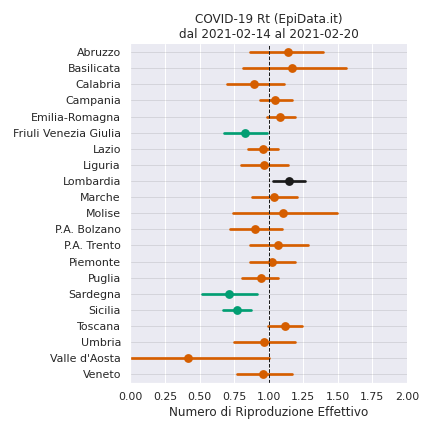 COVID-19 Rt (EpiData.it)
dal 2021-02-14 al 2021-02-20
Abruzzo
Basilicata
Calabria
Campania
Emilia-Romagna
Friuli Venezia Giulia
Lazio
Liguria
Lombardia
Marche
Molise
P.A. Bolzano
P.A. Trento
Piemonte
Puglia
Sardegna
Sicilia
Toscana
Umbria
Valle d'Aosta
Veneto
0.00 0.25 0.50 0.75 1.00 1.25 1.50 1.75 2.00
Numero di Riproduzione Effettivo